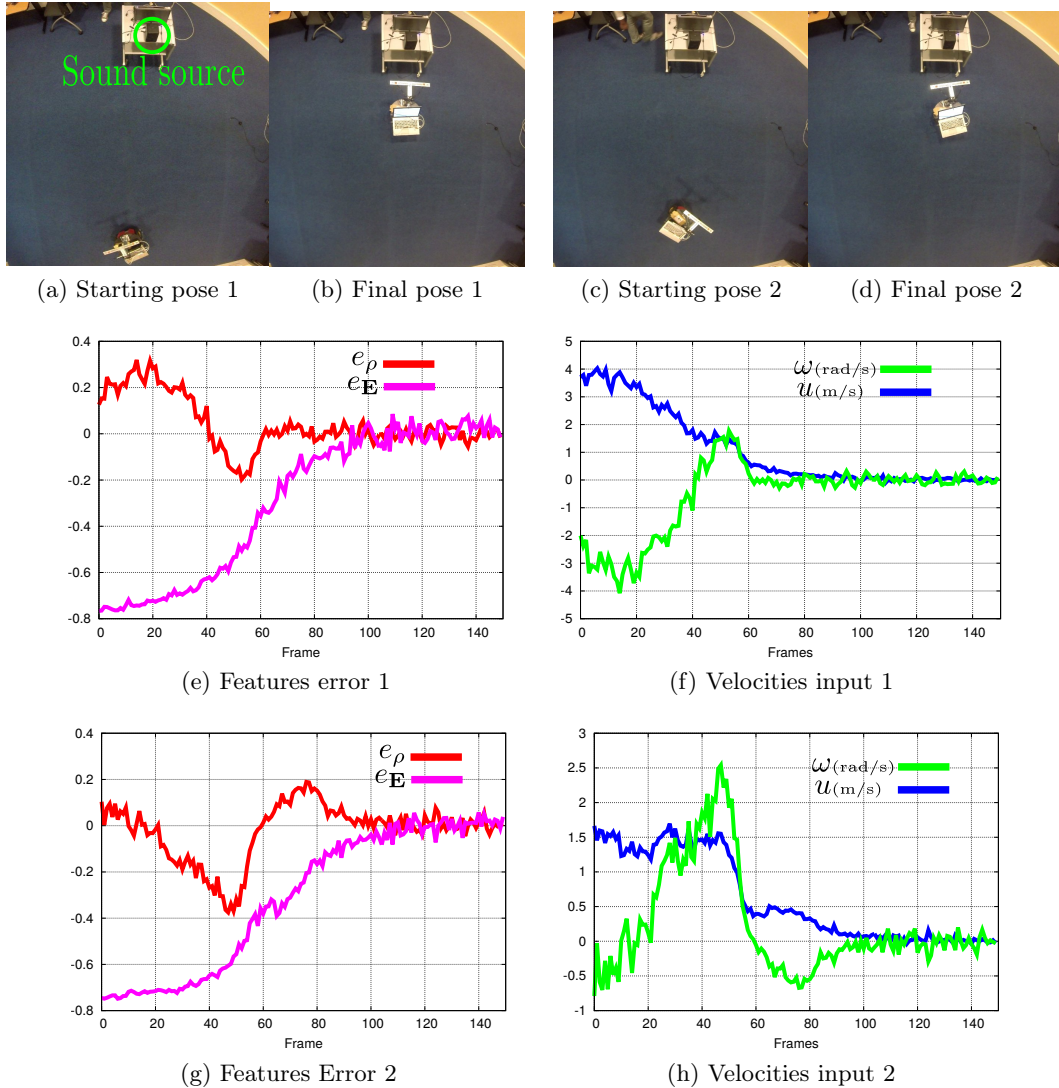 Sound source
(a) Starting pose 1
(b) Final pose 1
(c) Starting pose 2
(d) Final pose 2
0.4
0.2
0
-0.2
-0.4
-0.6
-0.8
0 20 40 60 80 100 120 140
Frame
e_ρ
e_E
(e) Features error 1
5
4
3
2
1
0
-1
-2
-3
-4
-5
0 20 40 60 80 100 120 140
Frames
ω(rad/s)
u(m/s)
(f) Velocities input 1
0.4
0.2
0
-0.2
-0.4
-0.6
-0.8
0 20 40 60 80 100 120 140
Frame
e_ρ
e_E
(g) Features Error 2
3
2.5
2
1.5
1
0.5
0
-0.5
-1
0 20 40 60 80 100 120 140
Frames
ω(rad/s)
u(m/s)
(h) Velocities input 2